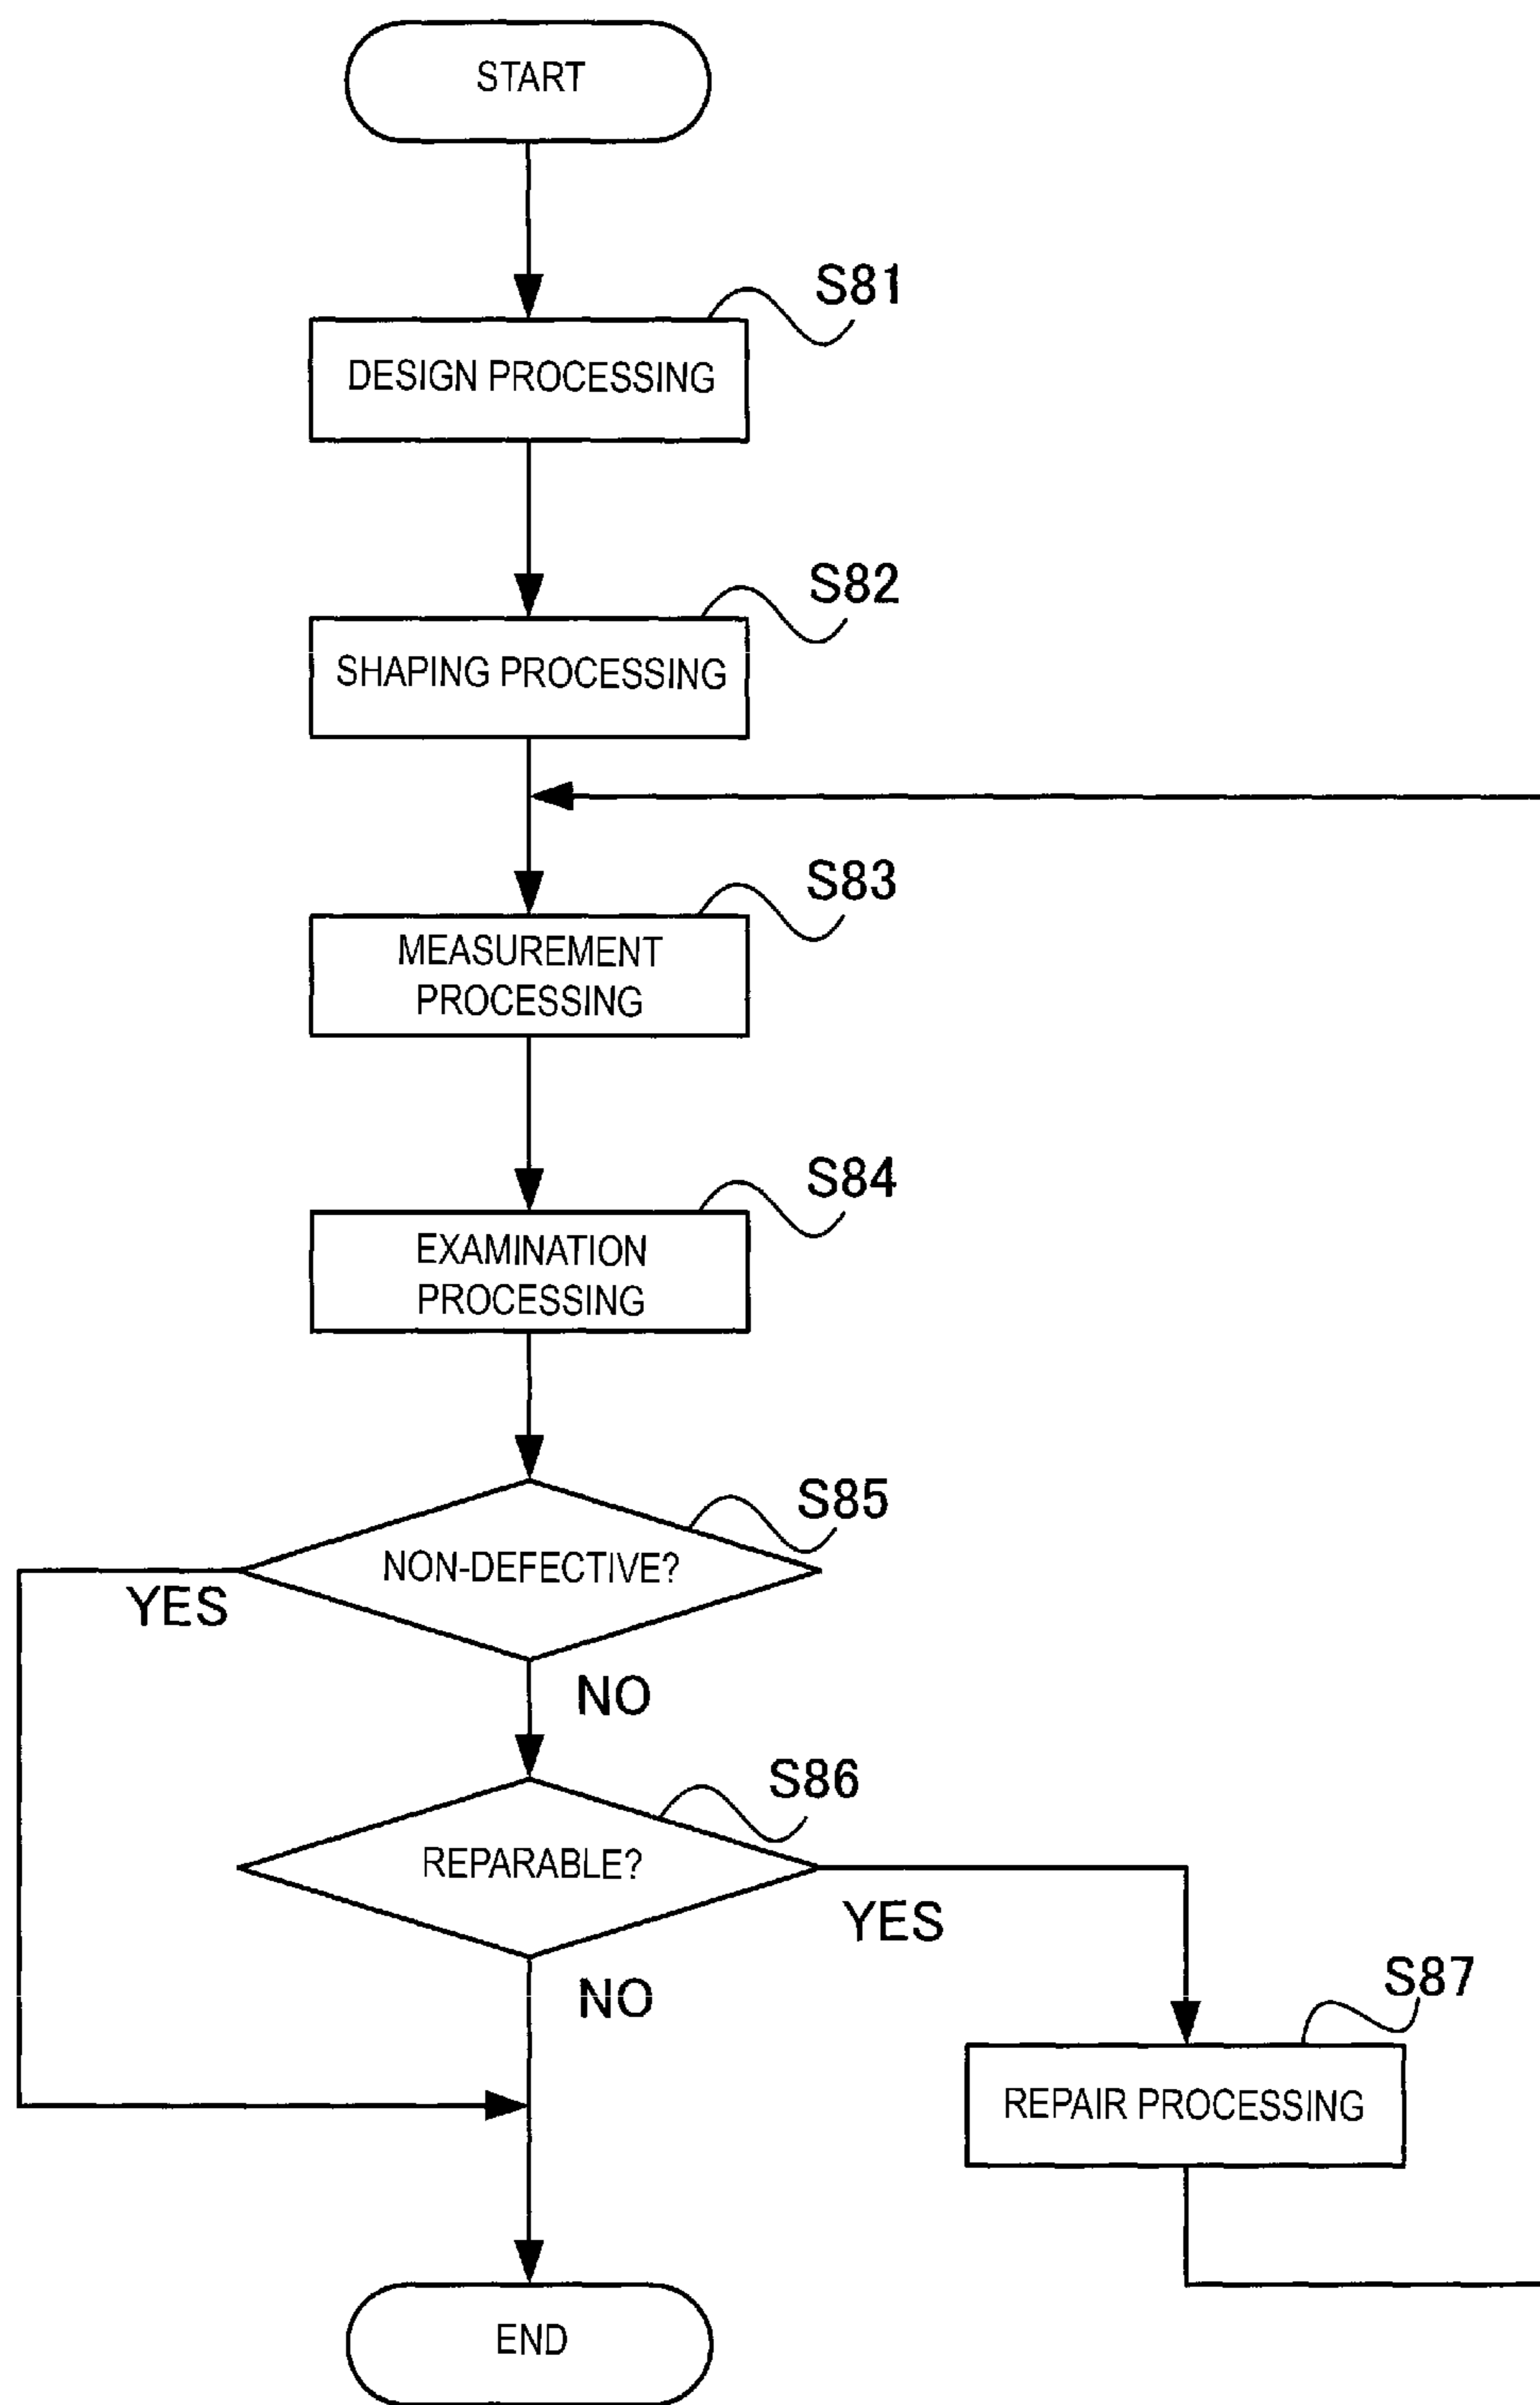 START
S81
DESIGN PROCESSING
S82
SHAPING PROCESSING
S83
MEASUREMENT
PROCESSING
S84
EXAMINATION
PROCESSING
S85
NON-DEFECTIVE?
YES
NO
S86
REPARABLE?
YES
NO
S87
REPAIR PROCESSING
END